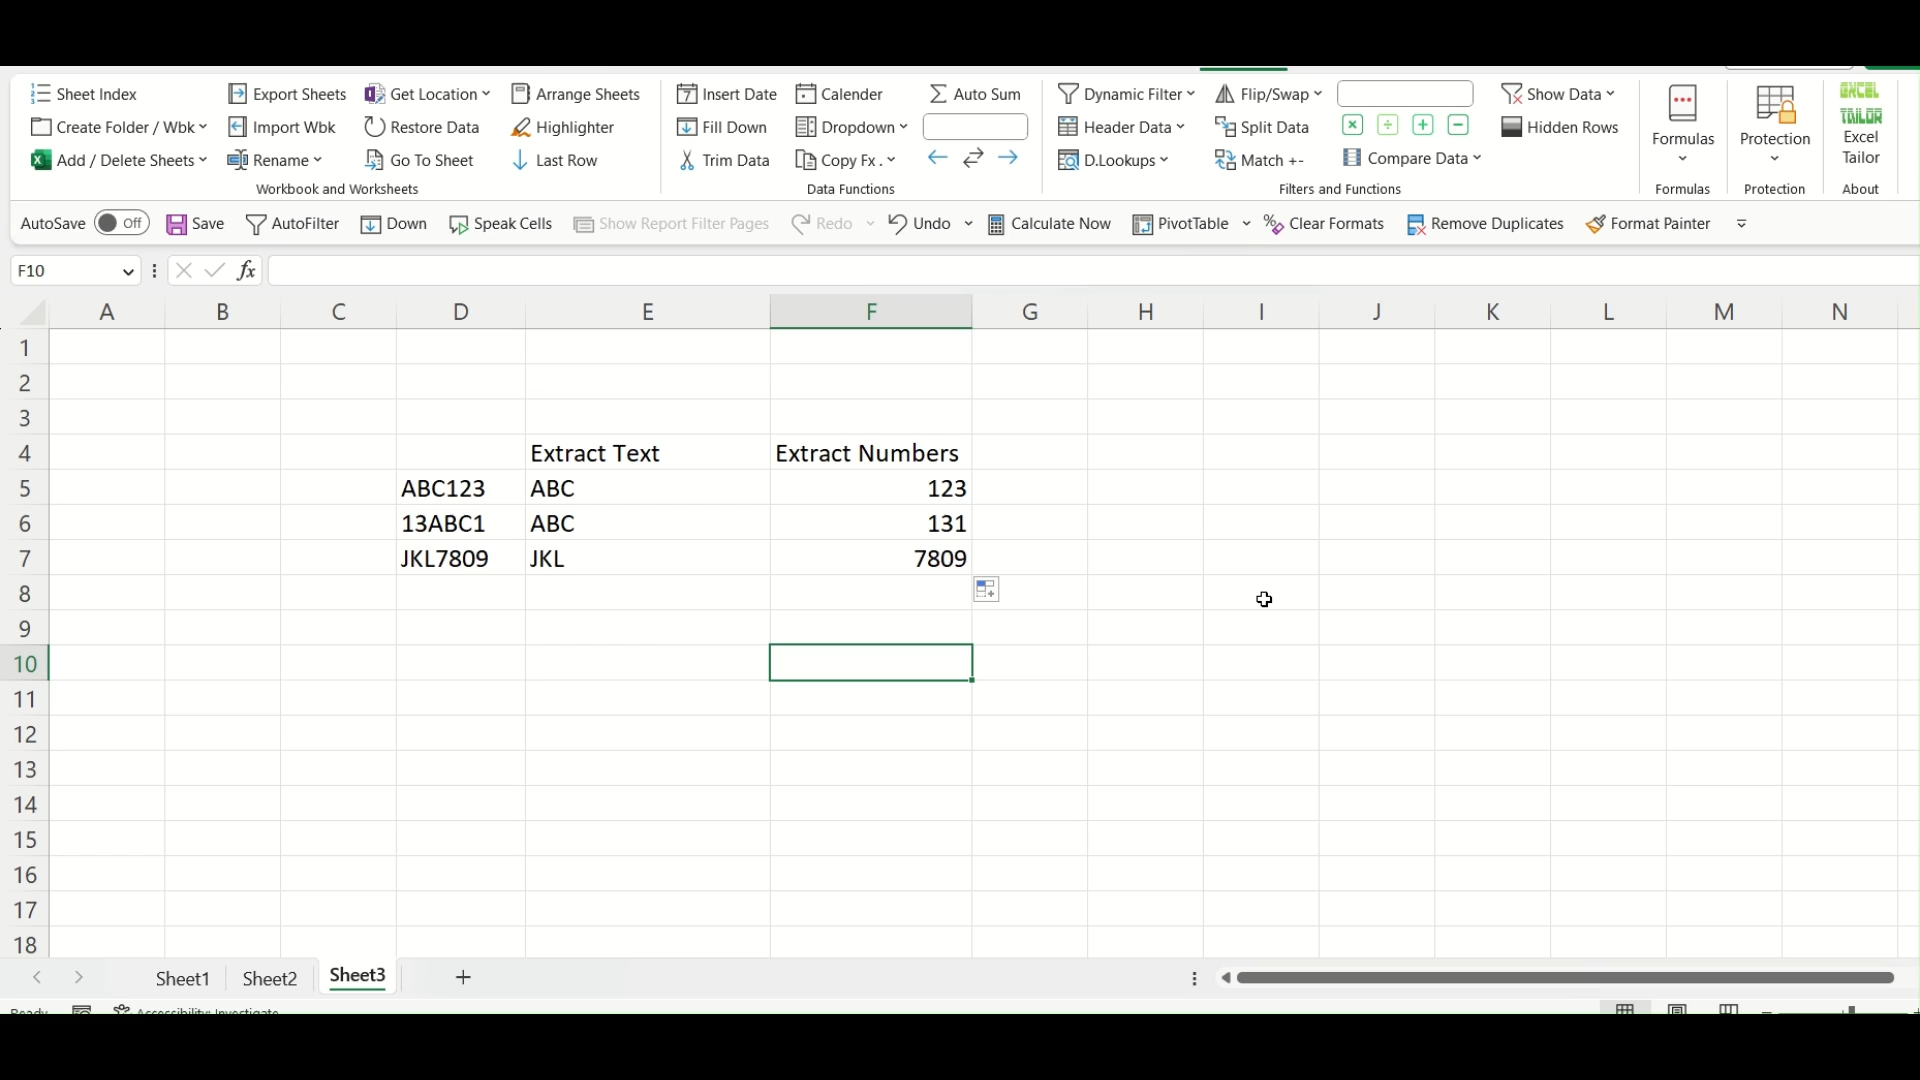 Sheet Index Export Sheets Get Location Arrange Sheets Insert Date Calender Auto Sum Dynamic Filter Flip/Swap Show Data
Create Folder / Wbk Import Wbk Restore Data Highlighter Fill Down Dropdown Header Data Split Data Hidden Rows Formulas Protection Excel
Add / Delete Sheets Rename Go To Sheet Last Row Trim Data Copy Fx . D.Lookups Match +- Compare Data Tailor
Workbook and Worksheets Data Functions Filters and Functions Formulas Protection About
EXCEL
TAILOR
AutoSave Off Save AutoFilter Down Speak Cells Show Report Filter Pages Redo Undo Calculate Now PivotTable Clear Formats Remove Duplicates Format Painter
F10 fx
A B C D E F G H I J K L M N
1
2
3
4 Extract Text Extract Numbers
5 ABC123 ABC 123
6 13ABC1 ABC 131
7 JKL7809 JKL 7809
8
9
10
11
12
13
14
15
16
17
18
Sheet1 Sheet2 Sheet3
Ready Accessibility: Investigate